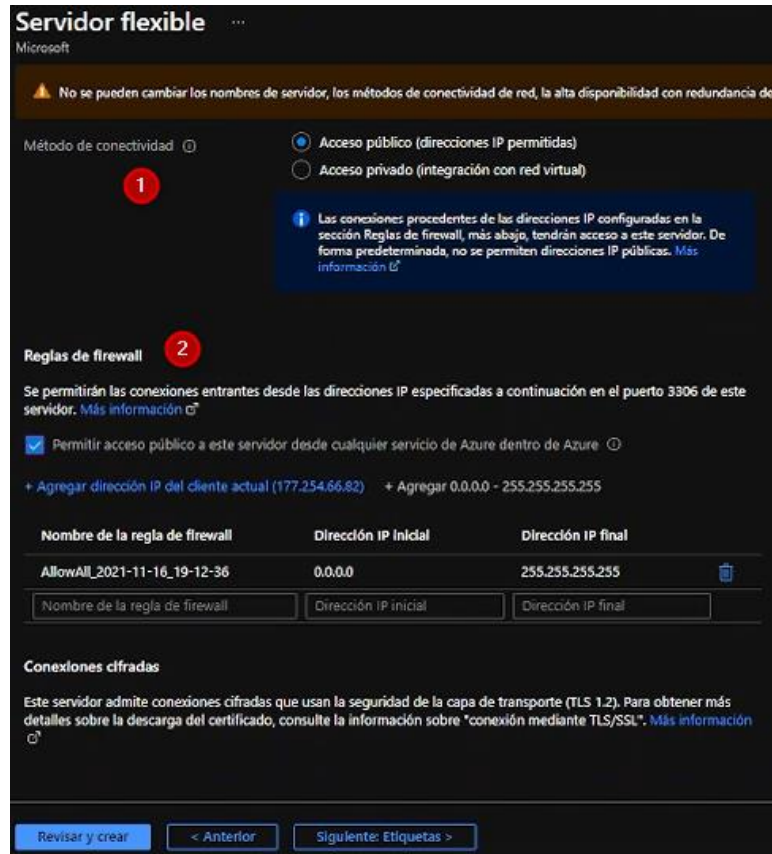 Servidor flexible ...
Microsoft
No se pueden cambiar los nombres de servidor, los métodos de conectividad de red, la alta disponibilidad con redundancia de
Método de conectividad
Acceso público (direcciones IP permitidas)
Acceso privado (integración con red virtual)
1
Las conexiones procedentes de las direcciones IP configuradas en la
sección Reglas de firewall, más abajo, tendrán acceso a este servidor. De
forma predeterminada, no se permiten direcciones IP públicas. Más
información
Reglas de firewall 2
Se permitirán las conexiones entrantes desde las direcciones IP especificadas a continuación en el puerto 3306 de este
servidor. Más información
Permitir acceso público a este servidor desde cualquier servicio de Azure dentro de Azure
+ Agregar dirección IP del cliente actual (177.254.66.82) + Agregar 0.0.0.0 - 255.255.255.255
Nombre de la regla de firewall Dirección IP inicial Dirección IP final
AllowAll_2021-11-16_19-12-36 0.0.0.0 255.255.255.255
Nombre de la regla de firewall Dirección IP inicial Dirección IP final
Conexiones cifradas
Este servidor admite conexiones cifradas que usan la seguridad de la capa de transporte (TLS 1.2). Para obtener más
detalles sobre la descarga del certificado, consulte la información sobre "conexión mediante TLS/SSL". Más información
Revisar y crear < Anterior Siguiente: Etiquetas >